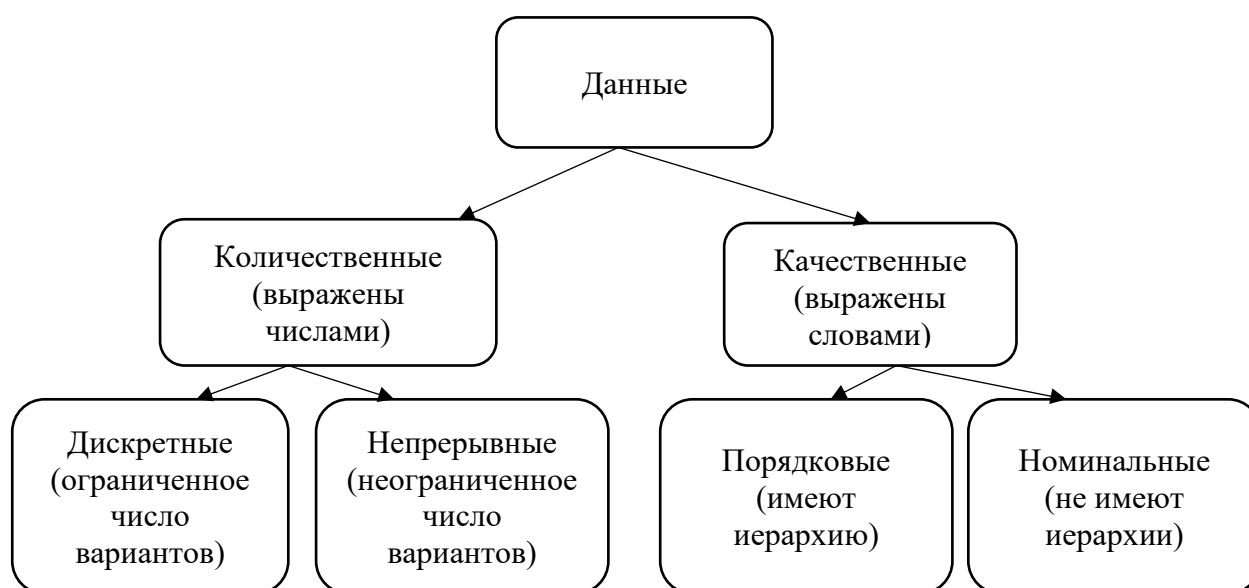 Данные
Количественные
(выражены
числами)
Качественные
(выражены
словами)
Дискретные
(ограниченное
число
вариантов)
Непрерывные
(неограниченное
число
вариантов)
Порядковые
(имеют
иерархию)
Номинальные
(не имеют
иерархии)